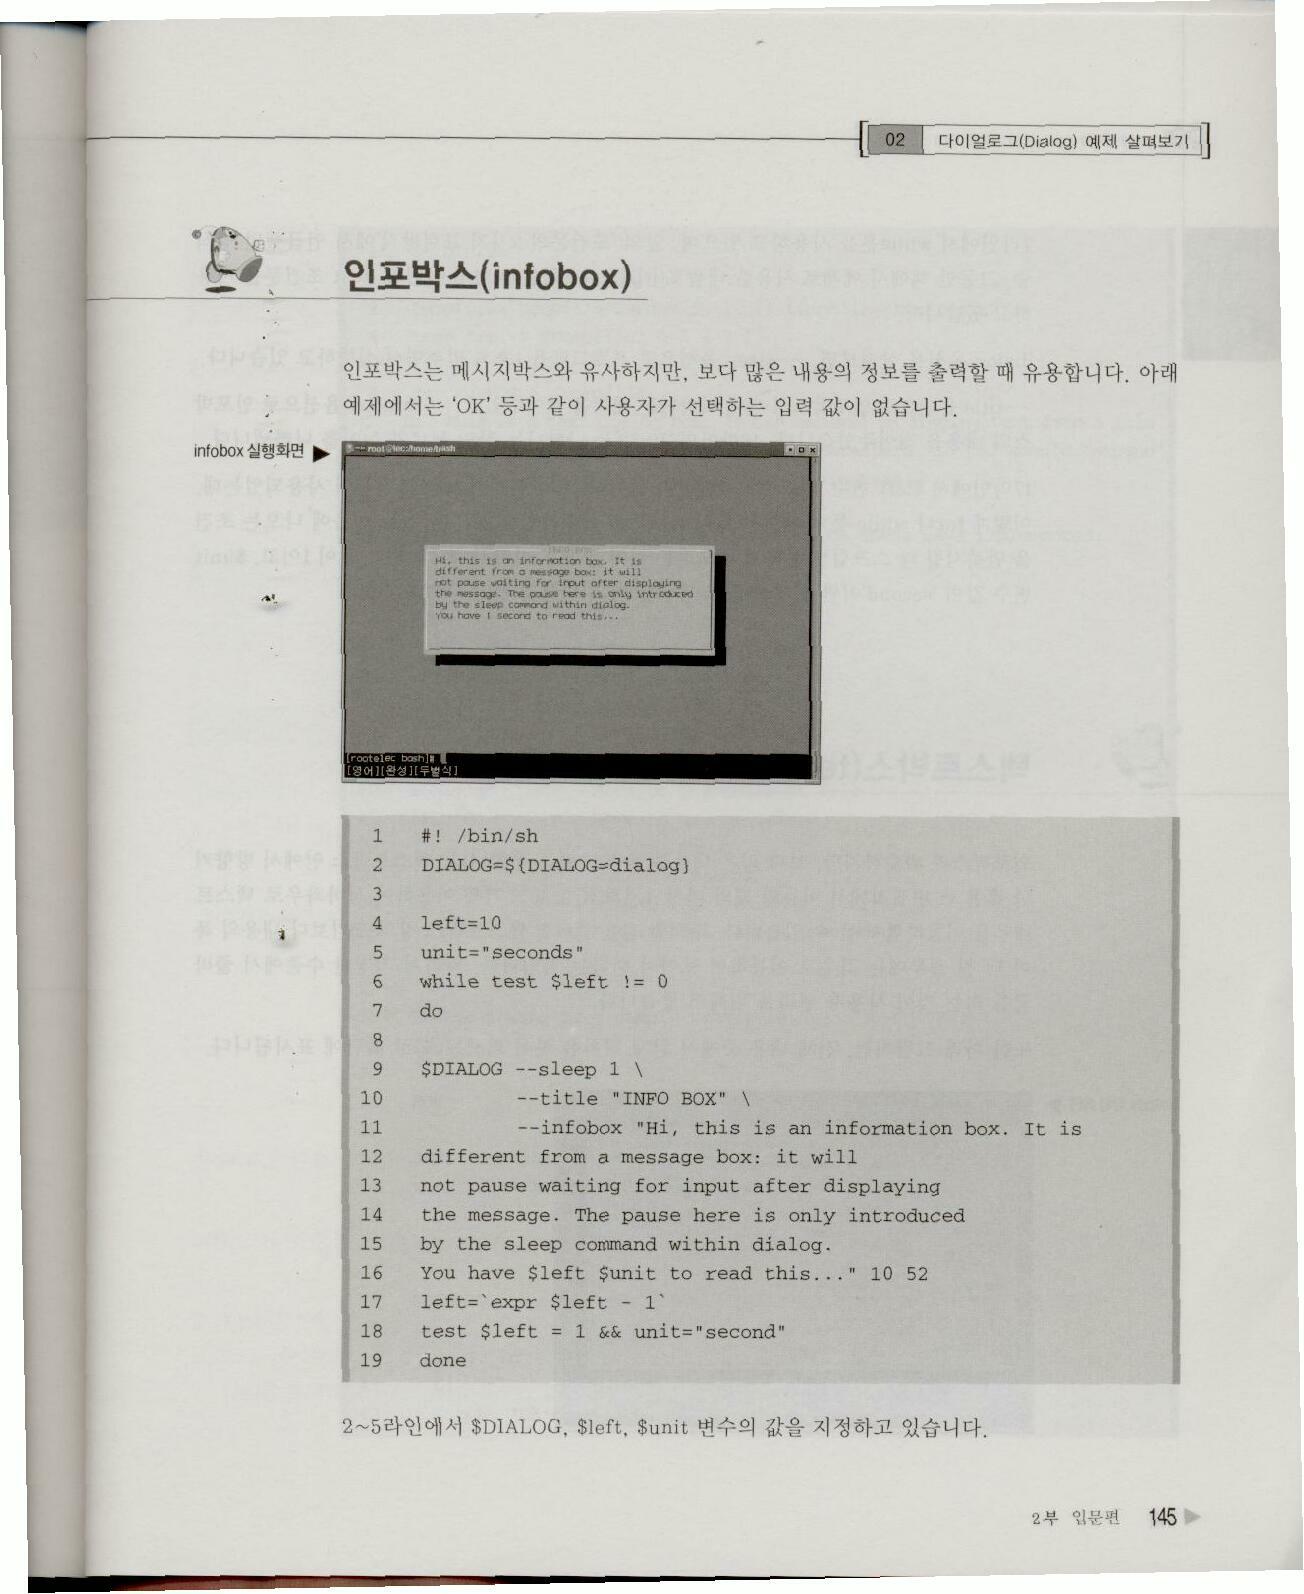 02 다이얼로그(Dialog) 예제 살펴보기
인포박스(infobox)
인포박스는 메시지박스와 유사하지만, 보다 많은 내용의 정보를 출력할 때 유용합니다. 아래
예제에서는 ‘OK’ 등과 같이 사용자가 선택하는 입력 값이 없습니다.
infobox 실행화면 ▶
root@lec:/home/bash
INFO BOX
Hi, this is an information box. It is
different from a message box: it will
not pause waiting for input after displaying
the message. The pause here is only introduced
by the sleep command within dialog.
You have 1 second to read this...
[root@lec bash]#
[영어][완성][두벌식]
1 #! /bin/sh
2 DIALOG=${DIALOG=dialog}
3
4 left=10
5 unit="seconds"
6 while test $left != 0
7 do
8
9 $DIALOG --sleep 1 \
10 --title "INFO BOX" \
11 --infobox "Hi, this is an information box. It is
12 different from a message box: it will
13 not pause waiting for input after displaying
14 the message. The pause here is only introduced
15 by the sleep command within dialog.
16 You have $left $unit to read this..." 10 52
17 left=`expr $left - 1`
18 test $left = 1 && unit="second"
19 done
2~5라인에서 $DIALOG, $left, $unit 변수의 값을 지정하고 있습니다.
2부 입문편 145